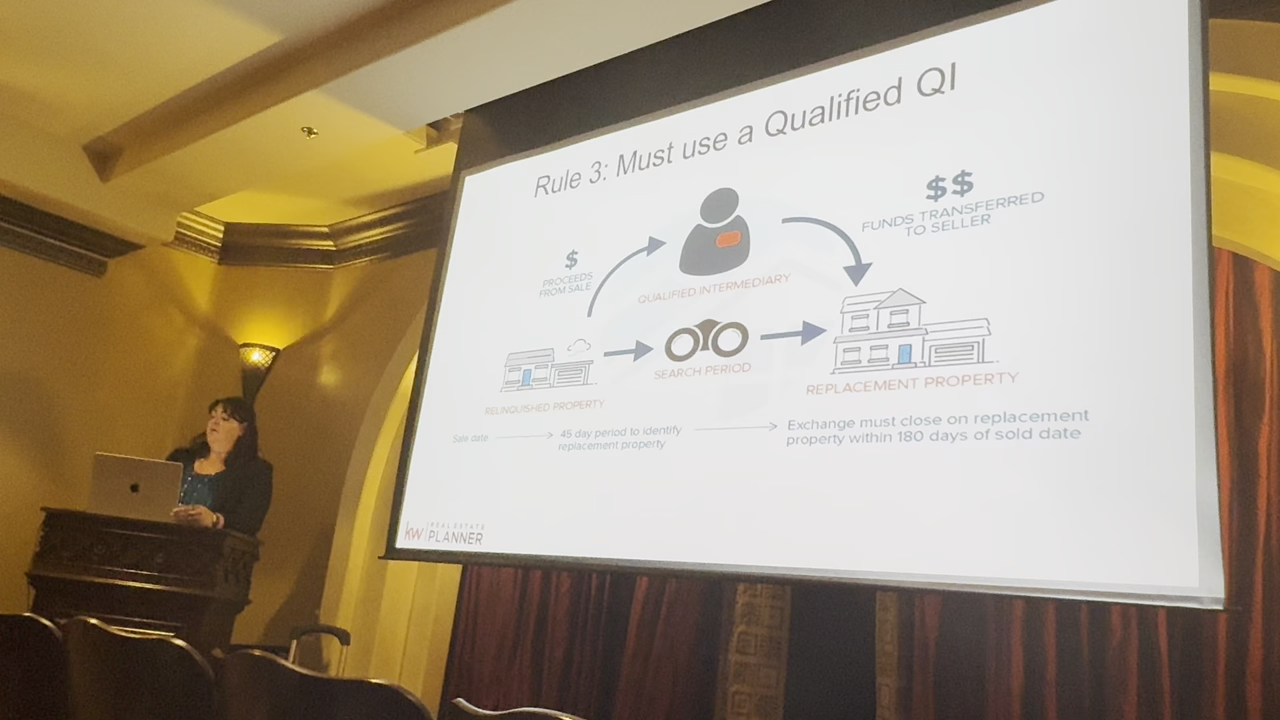 Rule 3: Must use a Qualified QI
$
PROCEEDS
FROM SALE
QUALIFIED INTERMEDIARY
$$
FUNDS TRANSFERRED
TO SELLER
RELINQUISHED PROPERTY
SEARCH PERIOD
REPLACEMENT PROPERTY
Sale date
45 day period to identify
replacement property
Exchange must close on replacement
property within 180 days of sold date
kw
REAL ESTATE
PLANNER